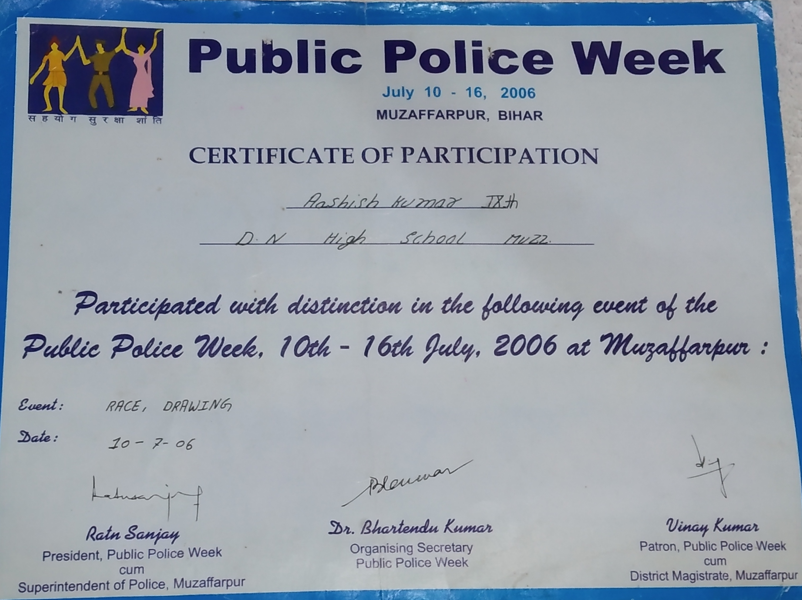 Public Police Week
July 10 - 16, 2006
MUZAFFARPUR, BIHAR
स ह यो ग सु र क्षा शां ति
CERTIFICATE OF PARTICIPATION
Aashish Kumar IXth
D.N High School Muzz.
Participated with distinction in the following event of the
Public Police Week, 10th - 16th July, 2006 at Muzaffarpur :
Event: RACE, DRAWING
Date: 10-7-06
Ratn Sanjay
President, Public Police Week
cum
Superintendent of Police, Muzaffarpur
Dr. Bhartendu Kumar
Organising Secretary
Public Police Week
Vinay Kumar
Patron, Public Police Week
cum
District Magistrate, Muzaffarpur